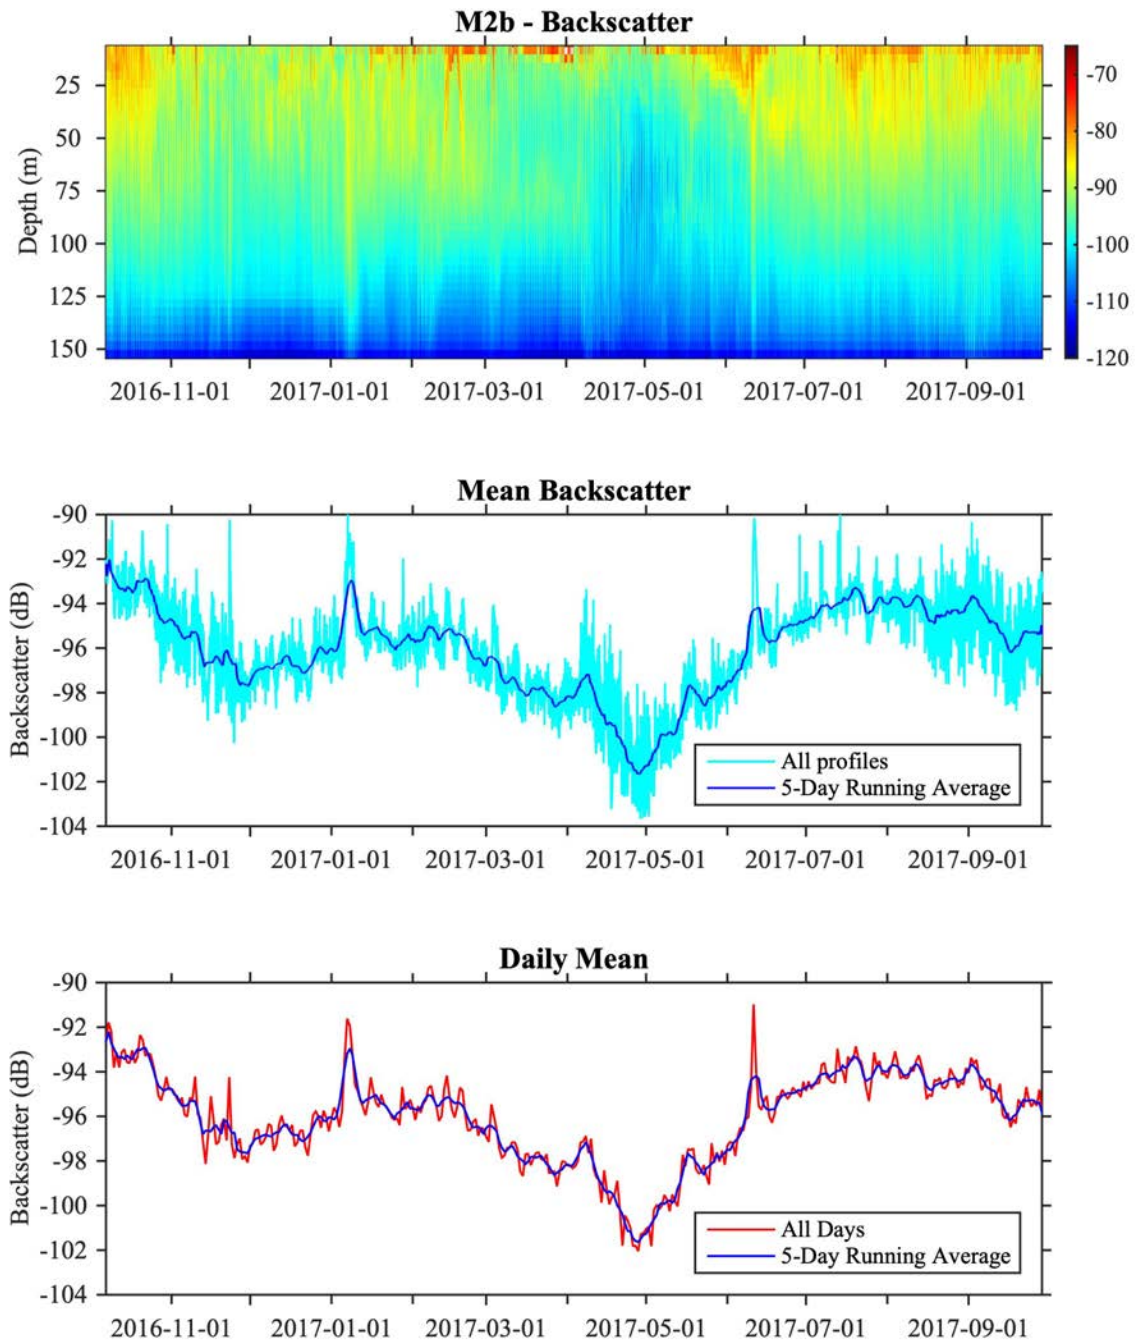 M2b - Backscatter
Depth (m)
25
50
75
100
125
150
2016-11-01 2017-01-01 2017-03-01 2017-05-01 2017-07-01 2017-09-01
-70
-80
-90
-100
-110
-120
Mean Backscatter
Backscatter (dB)
-90
-92
-94
-96
-98
-100
-102
-104
All profiles
5-Day Running Average
2016-11-01 2017-01-01 2017-03-01 2017-05-01 2017-07-01 2017-09-01
Daily Mean
Backscatter (dB)
-90
-92
-94
-96
-98
-100
-102
-104
All Days
5-Day Running Average
2016-11-01 2017-01-01 2017-03-01 2017-05-01 2017-07-01 2017-09-01